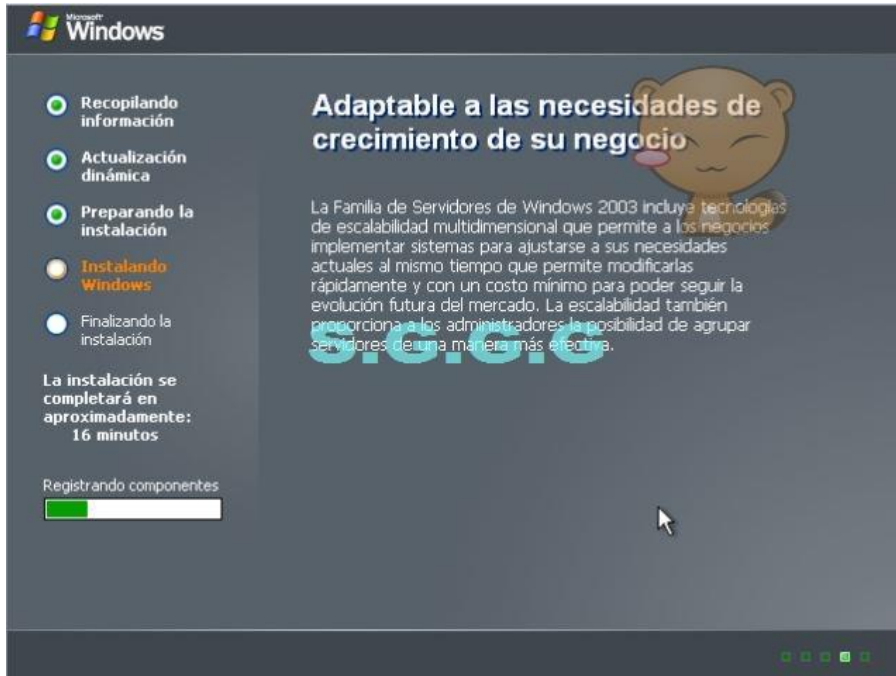 Microsoft
Windows
Recopilando
información
Actualización
dinámica
Preparando la
instalación
Instalando
Windows
Finalizando la
instalación
La instalación se
completará en
aproximadamente:
16 minutos
Registrando componentes
Adaptable a las necesidades de
crecimiento de su negocio
La Familia de Servidores de Windows 2003 incluye tecnologías
de escalabilidad multidimensional que permite a los negocios
implementar sistemas para ajustarse a sus necesidades
actuales al mismo tiempo que permite modificarlas
rápidamente y con un costo mínimo para poder seguir la
evolución futura del mercado. La escalabilidad también
proporciona a los administradores la posibilidad de agrupar
servidores de una manera más efectiva.
S.G.G.G